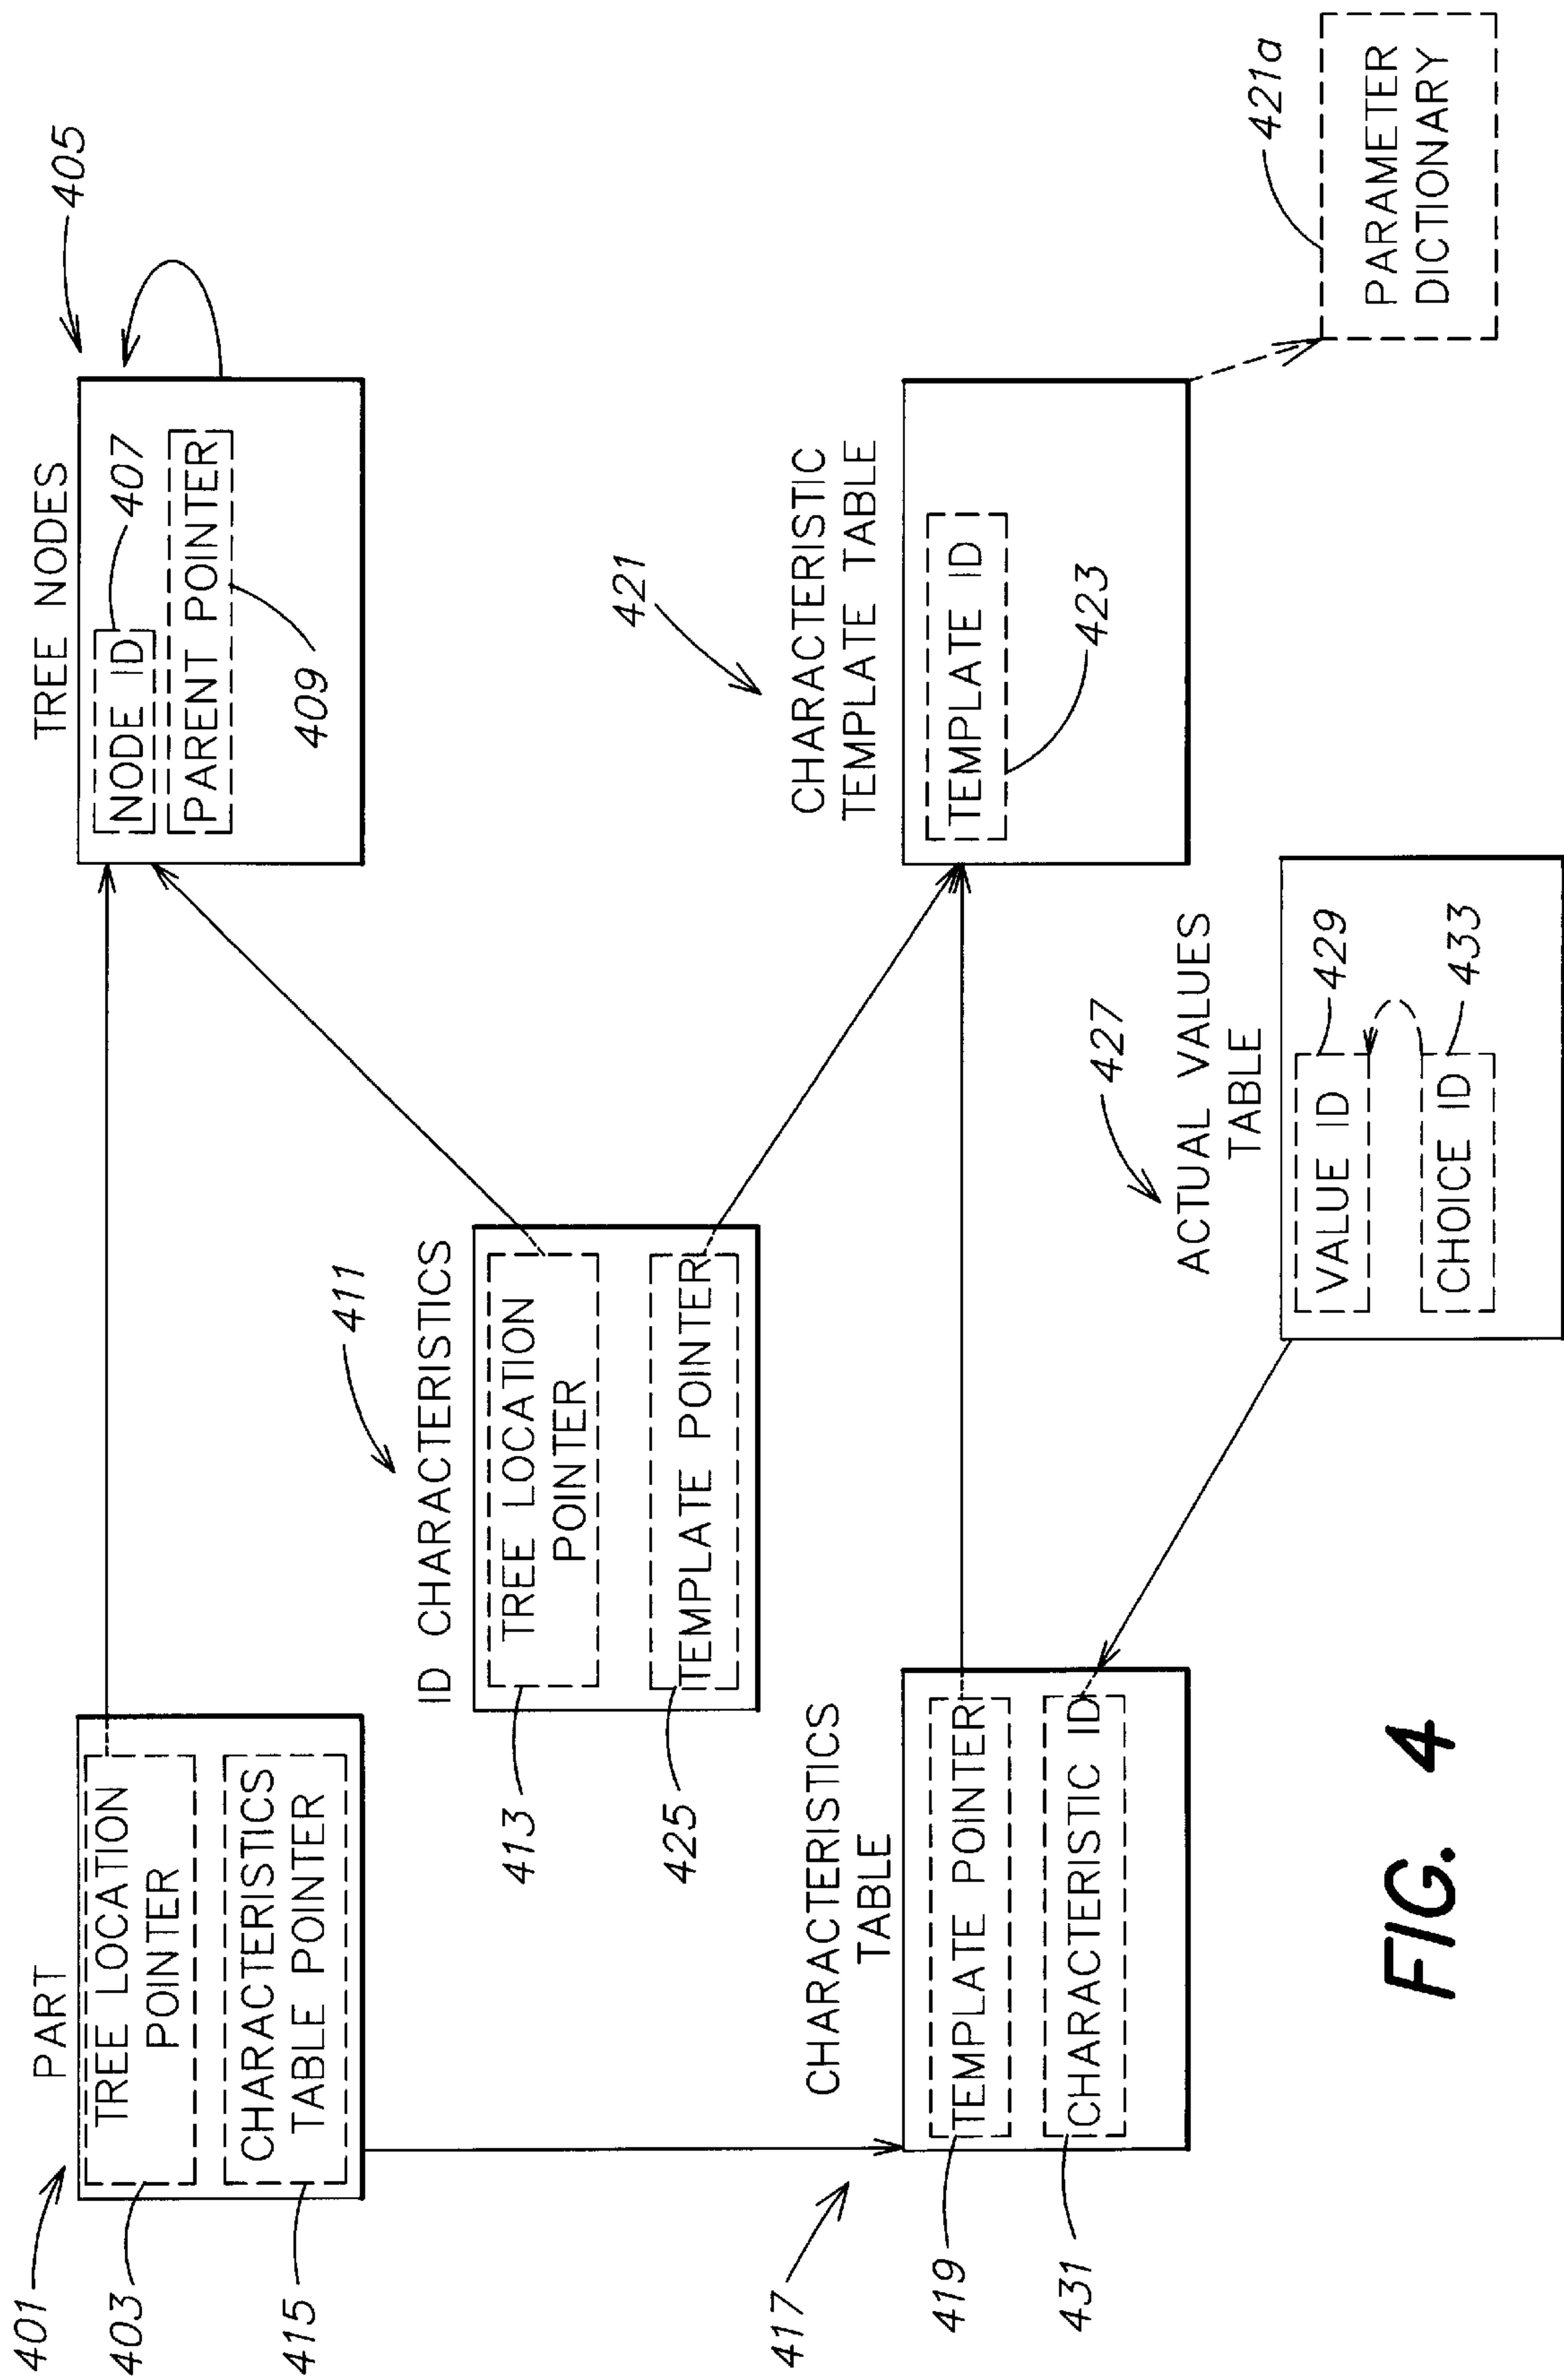 401
PART
403
TREE LOCATION
POINTER
415
CHARACTERISTICS
TABLE POINTER
TREE NODES
405
NODE ID
407
PARENT POINTER
409
411
ID CHARACTERISTICS
413
TREE LOCATION
POINTER
425
TEMPLATE POINTER
417
CHARACTERISTICS
TABLE
419
TEMPLATE POINTER
431
CHARACTERISTIC ID
421
CHARACTERISTIC
TEMPLATE TABLE
TEMPLATE ID
423
427
ACTUAL VALUES
TABLE
VALUE ID
429
CHOICE ID
433
421a
PARAMETER
DICTIONARY
FIG. 4